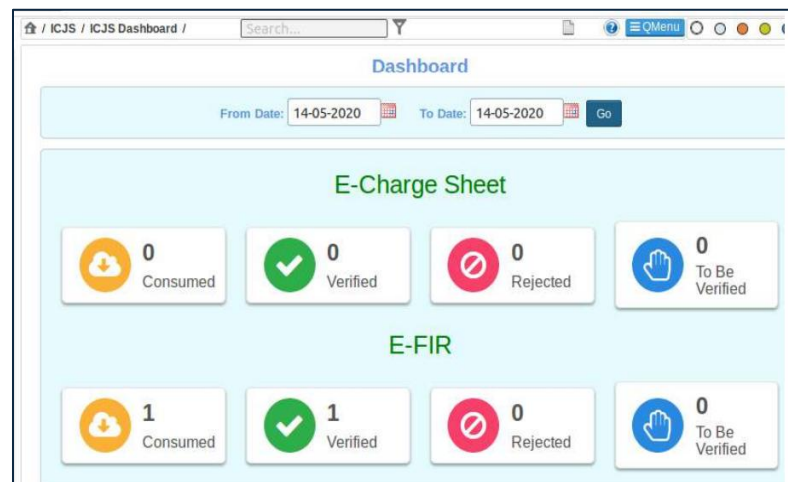 / ICJS / ICJS Dashboard / Search... QMenu
Dashboard
From Date: 14-05-2020 To Date: 14-05-2020 Go
E-Charge Sheet
0 Consumed
0 Verified
0 Rejected
0 To Be
Verified
E-FIR
1 Consumed
1 Verified
0 Rejected
0 To Be
Verified